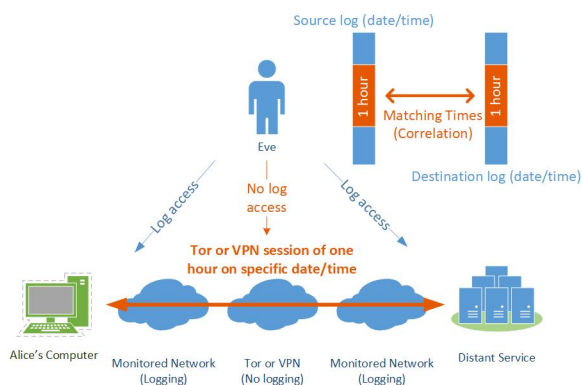 Source log (date/time)
1 hour
1 hour
Matching Times
(Correlation)
Destination log (date/time)
Eve
Log access
No log
access
Log access
Tor or VPN session of one
hour on specific date/time
Alice's Computer
Monitored Network
(Logging)
Tor or VPN
(No logging)
Monitored Network
(Logging)
Distant Service